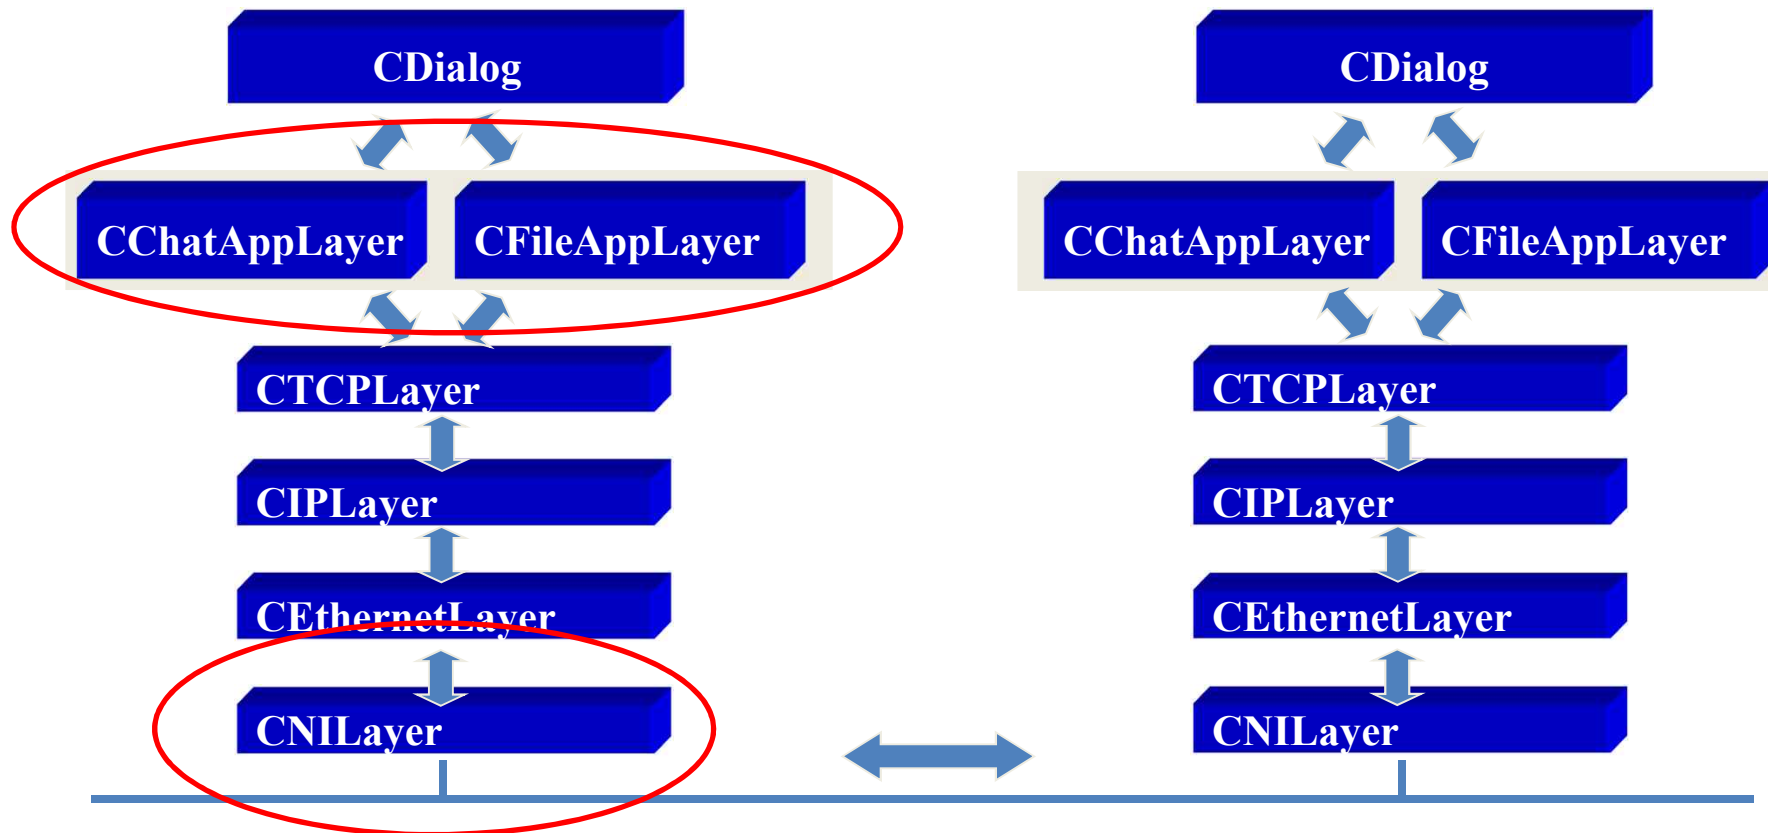 CDialog
CChatAppLayer CFileAppLayer
CTCPLayer
CIPLayer
CEthernetLayer
CNILayer
CDialog
CChatAppLayer CFileAppLayer
CTCPLayer
CIPLayer
CEthernetLayer
CNILayer